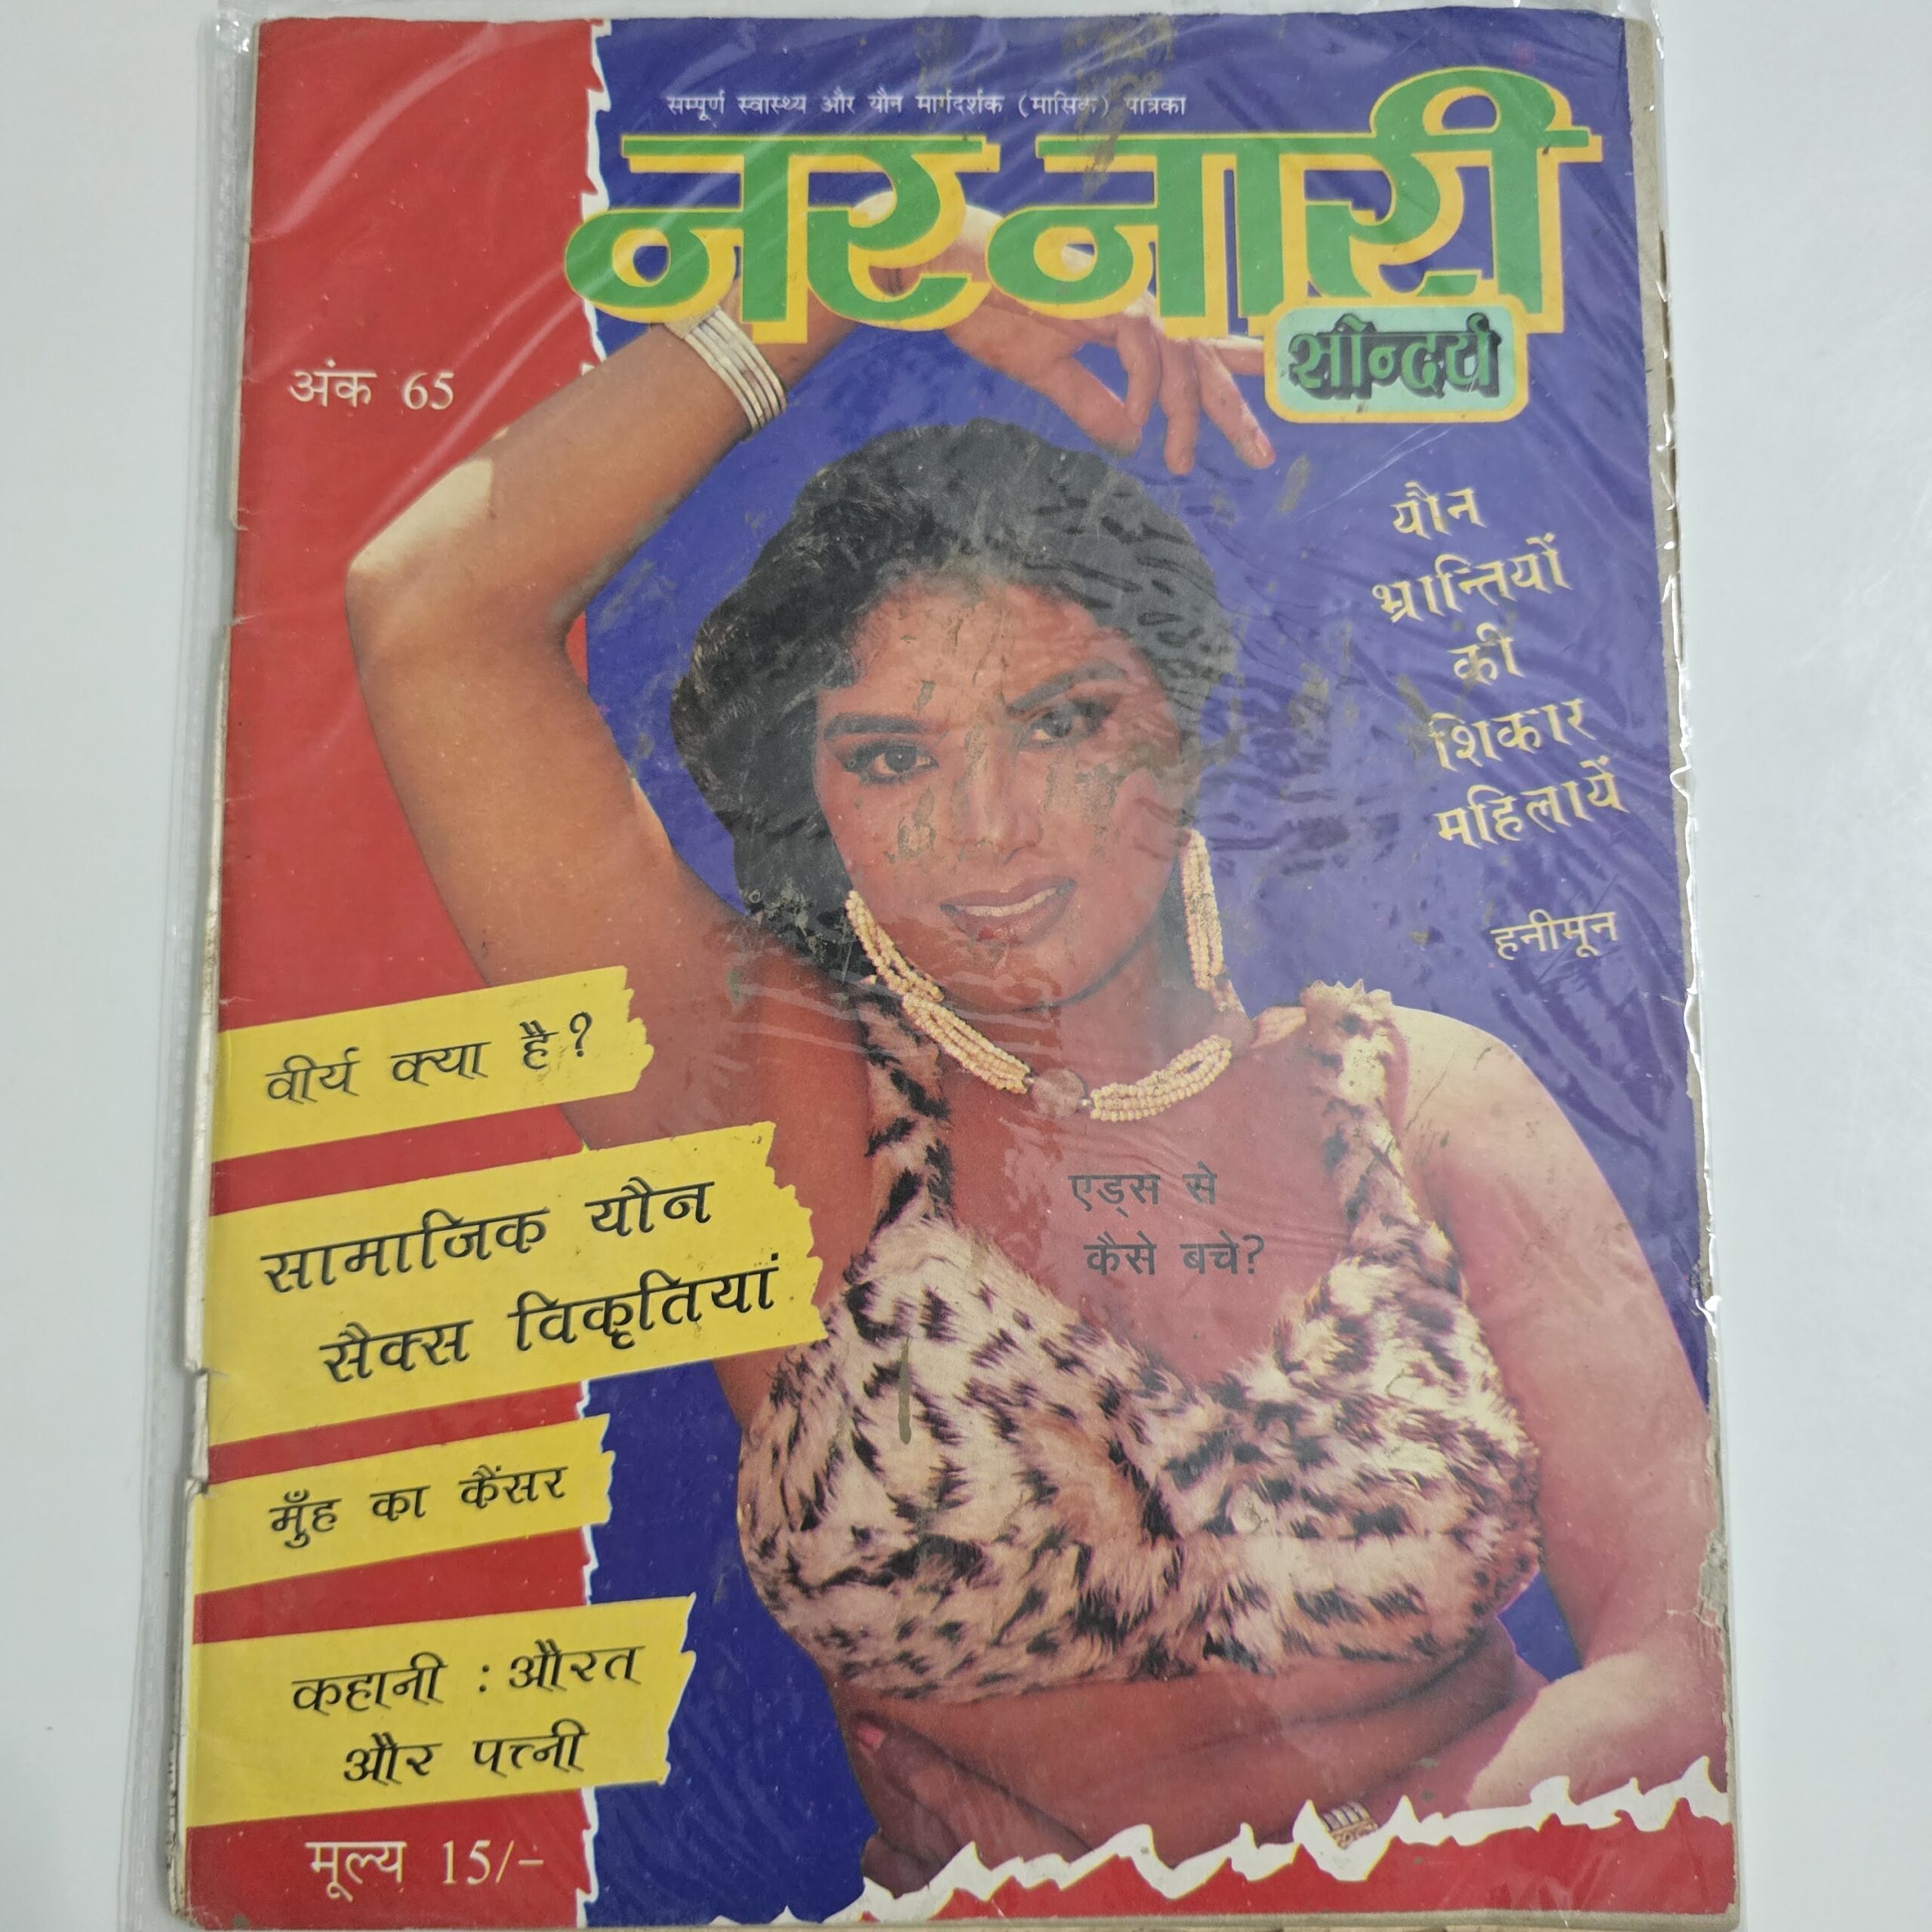 सम्पूर्ण स्वास्थ्य और यौन मार्गदर्शक (मासिक) पत्रिका
नर नारी
सौन्दर्य
अंक 65
यौन
भ्रान्तियों
की
शिकार
महिलायें
हनीमून
वीर्य क्या है?
एड्स से
कैसे बचे?
सामाजिक यौन
सैक्स विकृतियां
मुँह का कैंसर
कहानी : औरत
और पत्नी
मूल्य 15/-